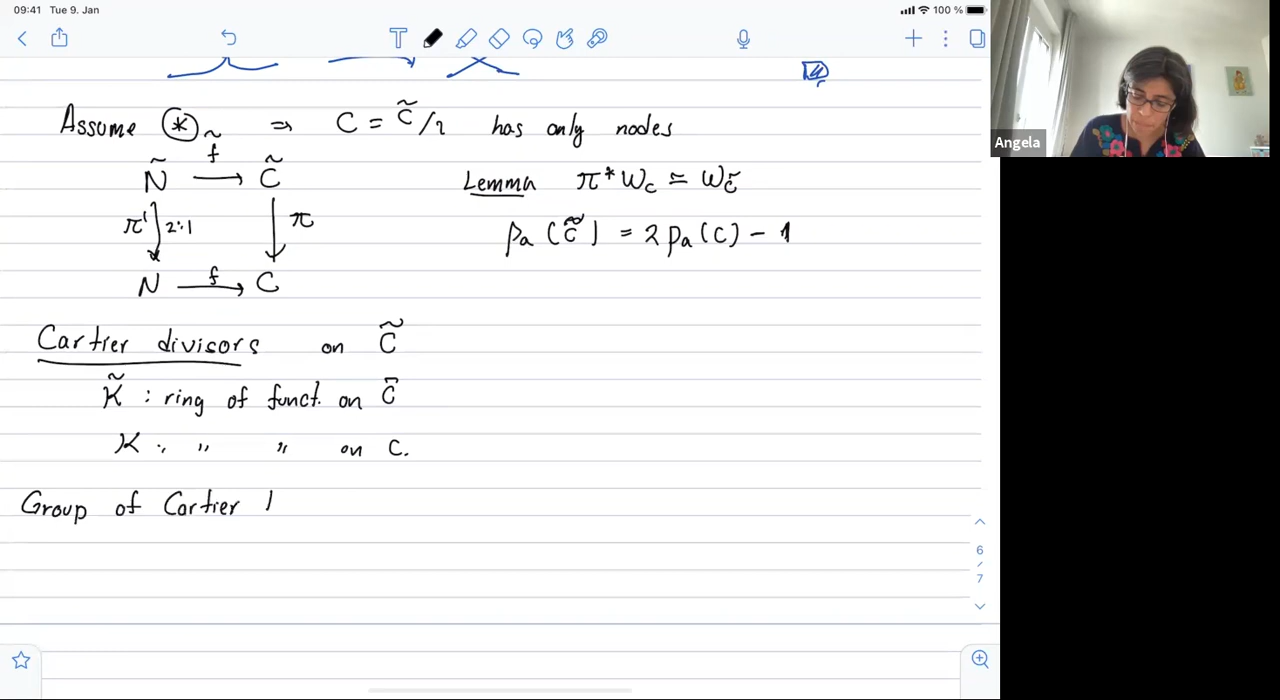 09:41 Tue 9. Jan 100 %
Assume ⊛ ⇒ C = C̃/τ has only nodes
Ñ —f̃→ C̃ Lemma π*ω_C ≃ ω_C̃
π' 2:1 π p_a(C̃) = 2p_a(C) - 1
N —f→ C
Cartier divisors on C̃
K̃ : ring of funct. on C̃
K : " " on C.
Group of Cartier
6
/
7
Angela